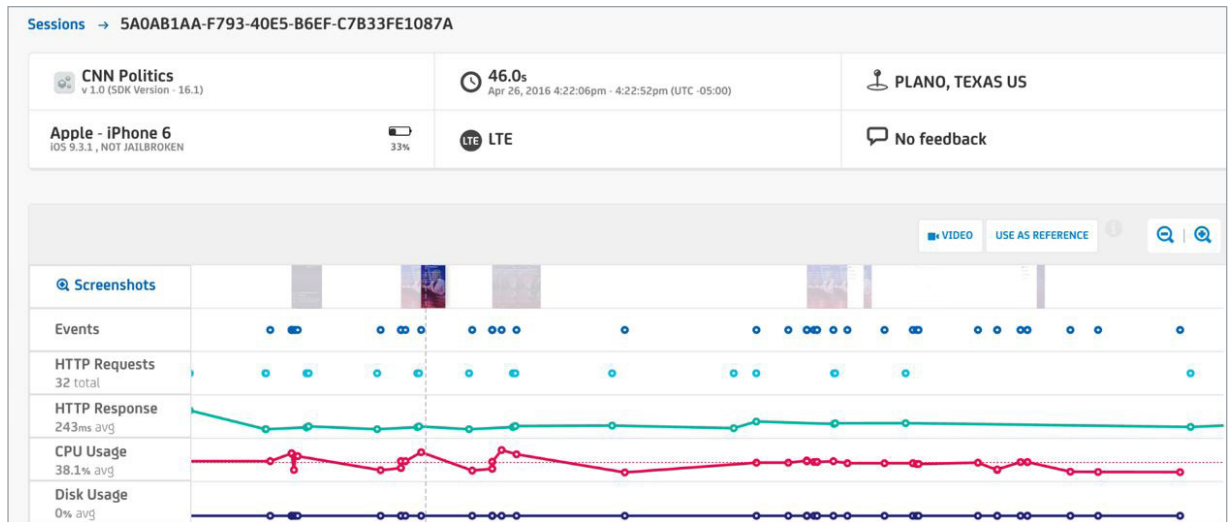 Sessions → 5A0AB1AA-F793-40E5-B6EF-C7B33FE1087A
CNN Politics
v 1.0 (SDK Version - 16.1)
46.0s
Apr 26, 2016 4:22:06pm - 4:22:52pm (UTC -05:00)
PLANO, TEXAS US
Apple - iPhone 6
iOS 9.3.1 , NOT JAILBROKEN
33%
LTE LTE
No feedback
VIDEO USE AS REFERENCE
Screenshots
Events
HTTP Requests
32 total
HTTP Response
243ms avg
CPU Usage
38.1% avg
Disk Usage
0% avg